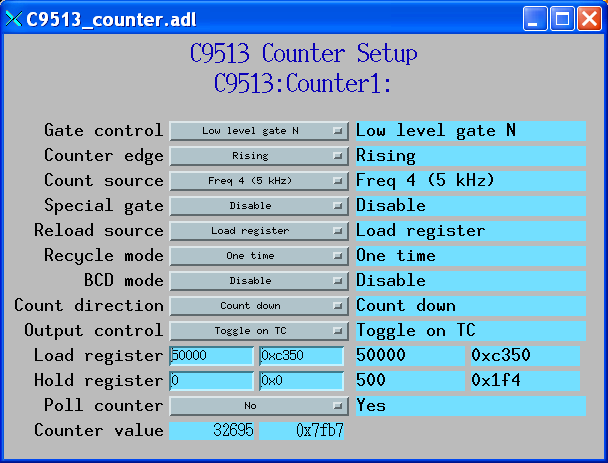 C9513_counter.adl
C9513 Counter Setup
C9513:Counter1:
Gate control Low level gate N Low level gate N
Counter edge Rising Rising
Count source Freq 4 (5 kHz) Freq 4 (5 kHz)
Special gate Disable Disable
Reload source Load register Load register
Recycle mode One time One time
BCD mode Disable Disable
Count direction Count down Count down
Output control Toggle on TC Toggle on TC
Load register 50000 0xc350 50000 0xc350
Hold register 0 0x0 500 0x1f4
Poll counter No Yes
Counter value 32695 0x7fb7